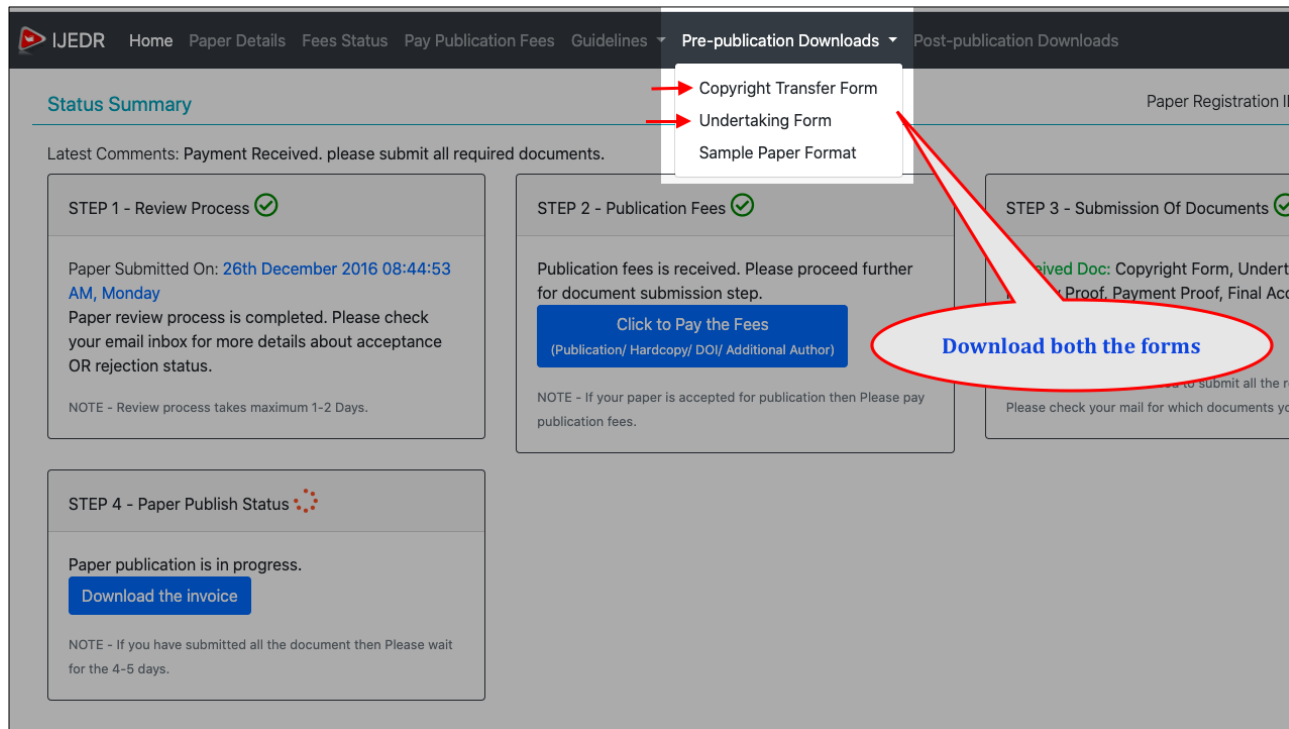 IJEDR Home Paper Details Fees Status Pay Publication Fees Guidelines Pre-publication Downloads Post-publication Downloads
Copyright Transfer Form
Undertaking Form
Sample Paper Format
Status Summary
Paper Registration
Latest Comments: Payment Received. please submit all required documents.
STEP 1 - Review Process
Paper Submitted On: 26th December 2016 08:44:53
AM, Monday
Paper review process is completed. Please check
your email inbox for more details about acceptance
OR rejection status.
NOTE - Review process takes maximum 1-2 Days.
STEP 2 - Publication Fees
Publication fees is received. Please proceed further
for document submission step.
Click to Pay the Fees
(Publication/ Hardcopy/ DOI/ Additional Author)
NOTE - If your paper is accepted for publication then Please pay
publication fees.
STEP 3 - Submission Of Documents
Doc: Copyright Form,
Proof, Payment Proof, Final
Download both the forms
to submit all the
Please check your mail for which documents
STEP 4 - Paper Publish Status
Paper publication is in progress.
Download the invoice
NOTE - If you have submitted all the document then Please wait
for the 4-5 days.